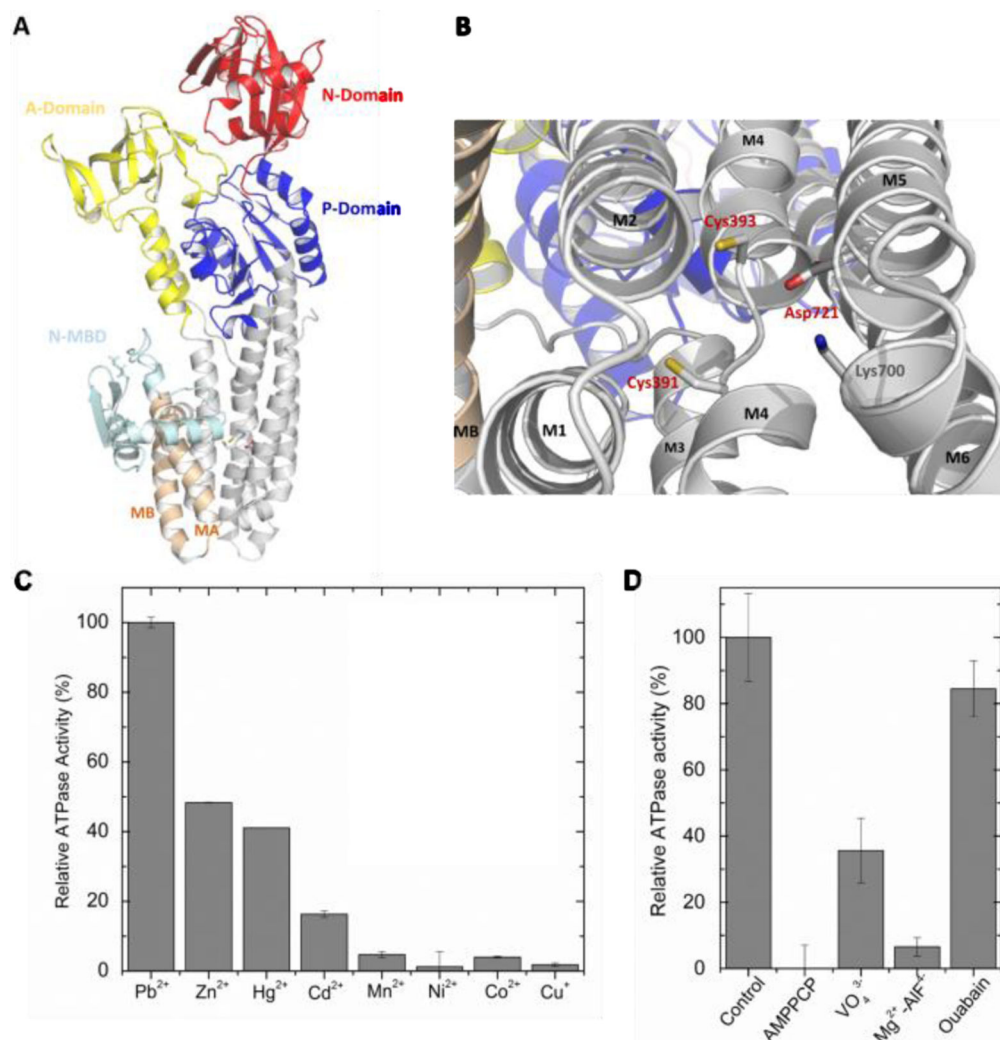 A
N-Domain
A-Domain
P-Domain
N-MBD
MB
MA
B
M4
M5
M2
Cys393
Asp721
Cys391
Lys700
M4
MB
M1
M3
M6
C
Relative ATPase Activity (%)
100
80
60
40
20
0
Pb²⁺ Zn²⁺ Hg²⁺ Cd²⁺ Mn²⁺ Ni²⁺ Co²⁺ Cu⁺
D
Relative ATPase activity (%)
100
80
60
40
20
0
Control
AMPPCP
VO₄³⁻
Mg²⁺-AlF⁴⁻
Ouabain